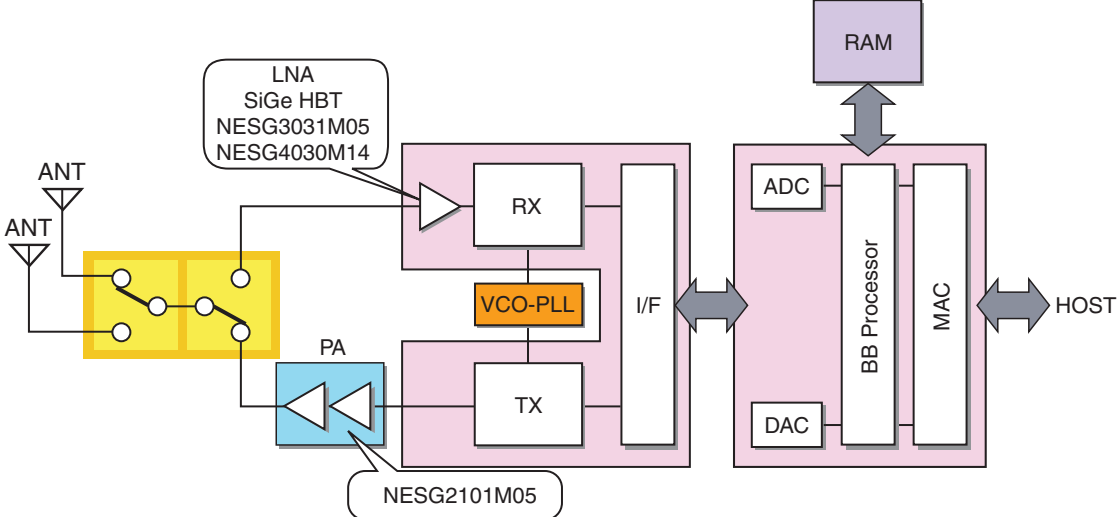 RAM
LNA
SiGe HBT
NESG3031M05
NESG4030M14
ANT
ANT
RX
ADC
VCO-PLL
I/F
BB Processor
MAC
HOST
PA
TX
DAC
NESG2101M05